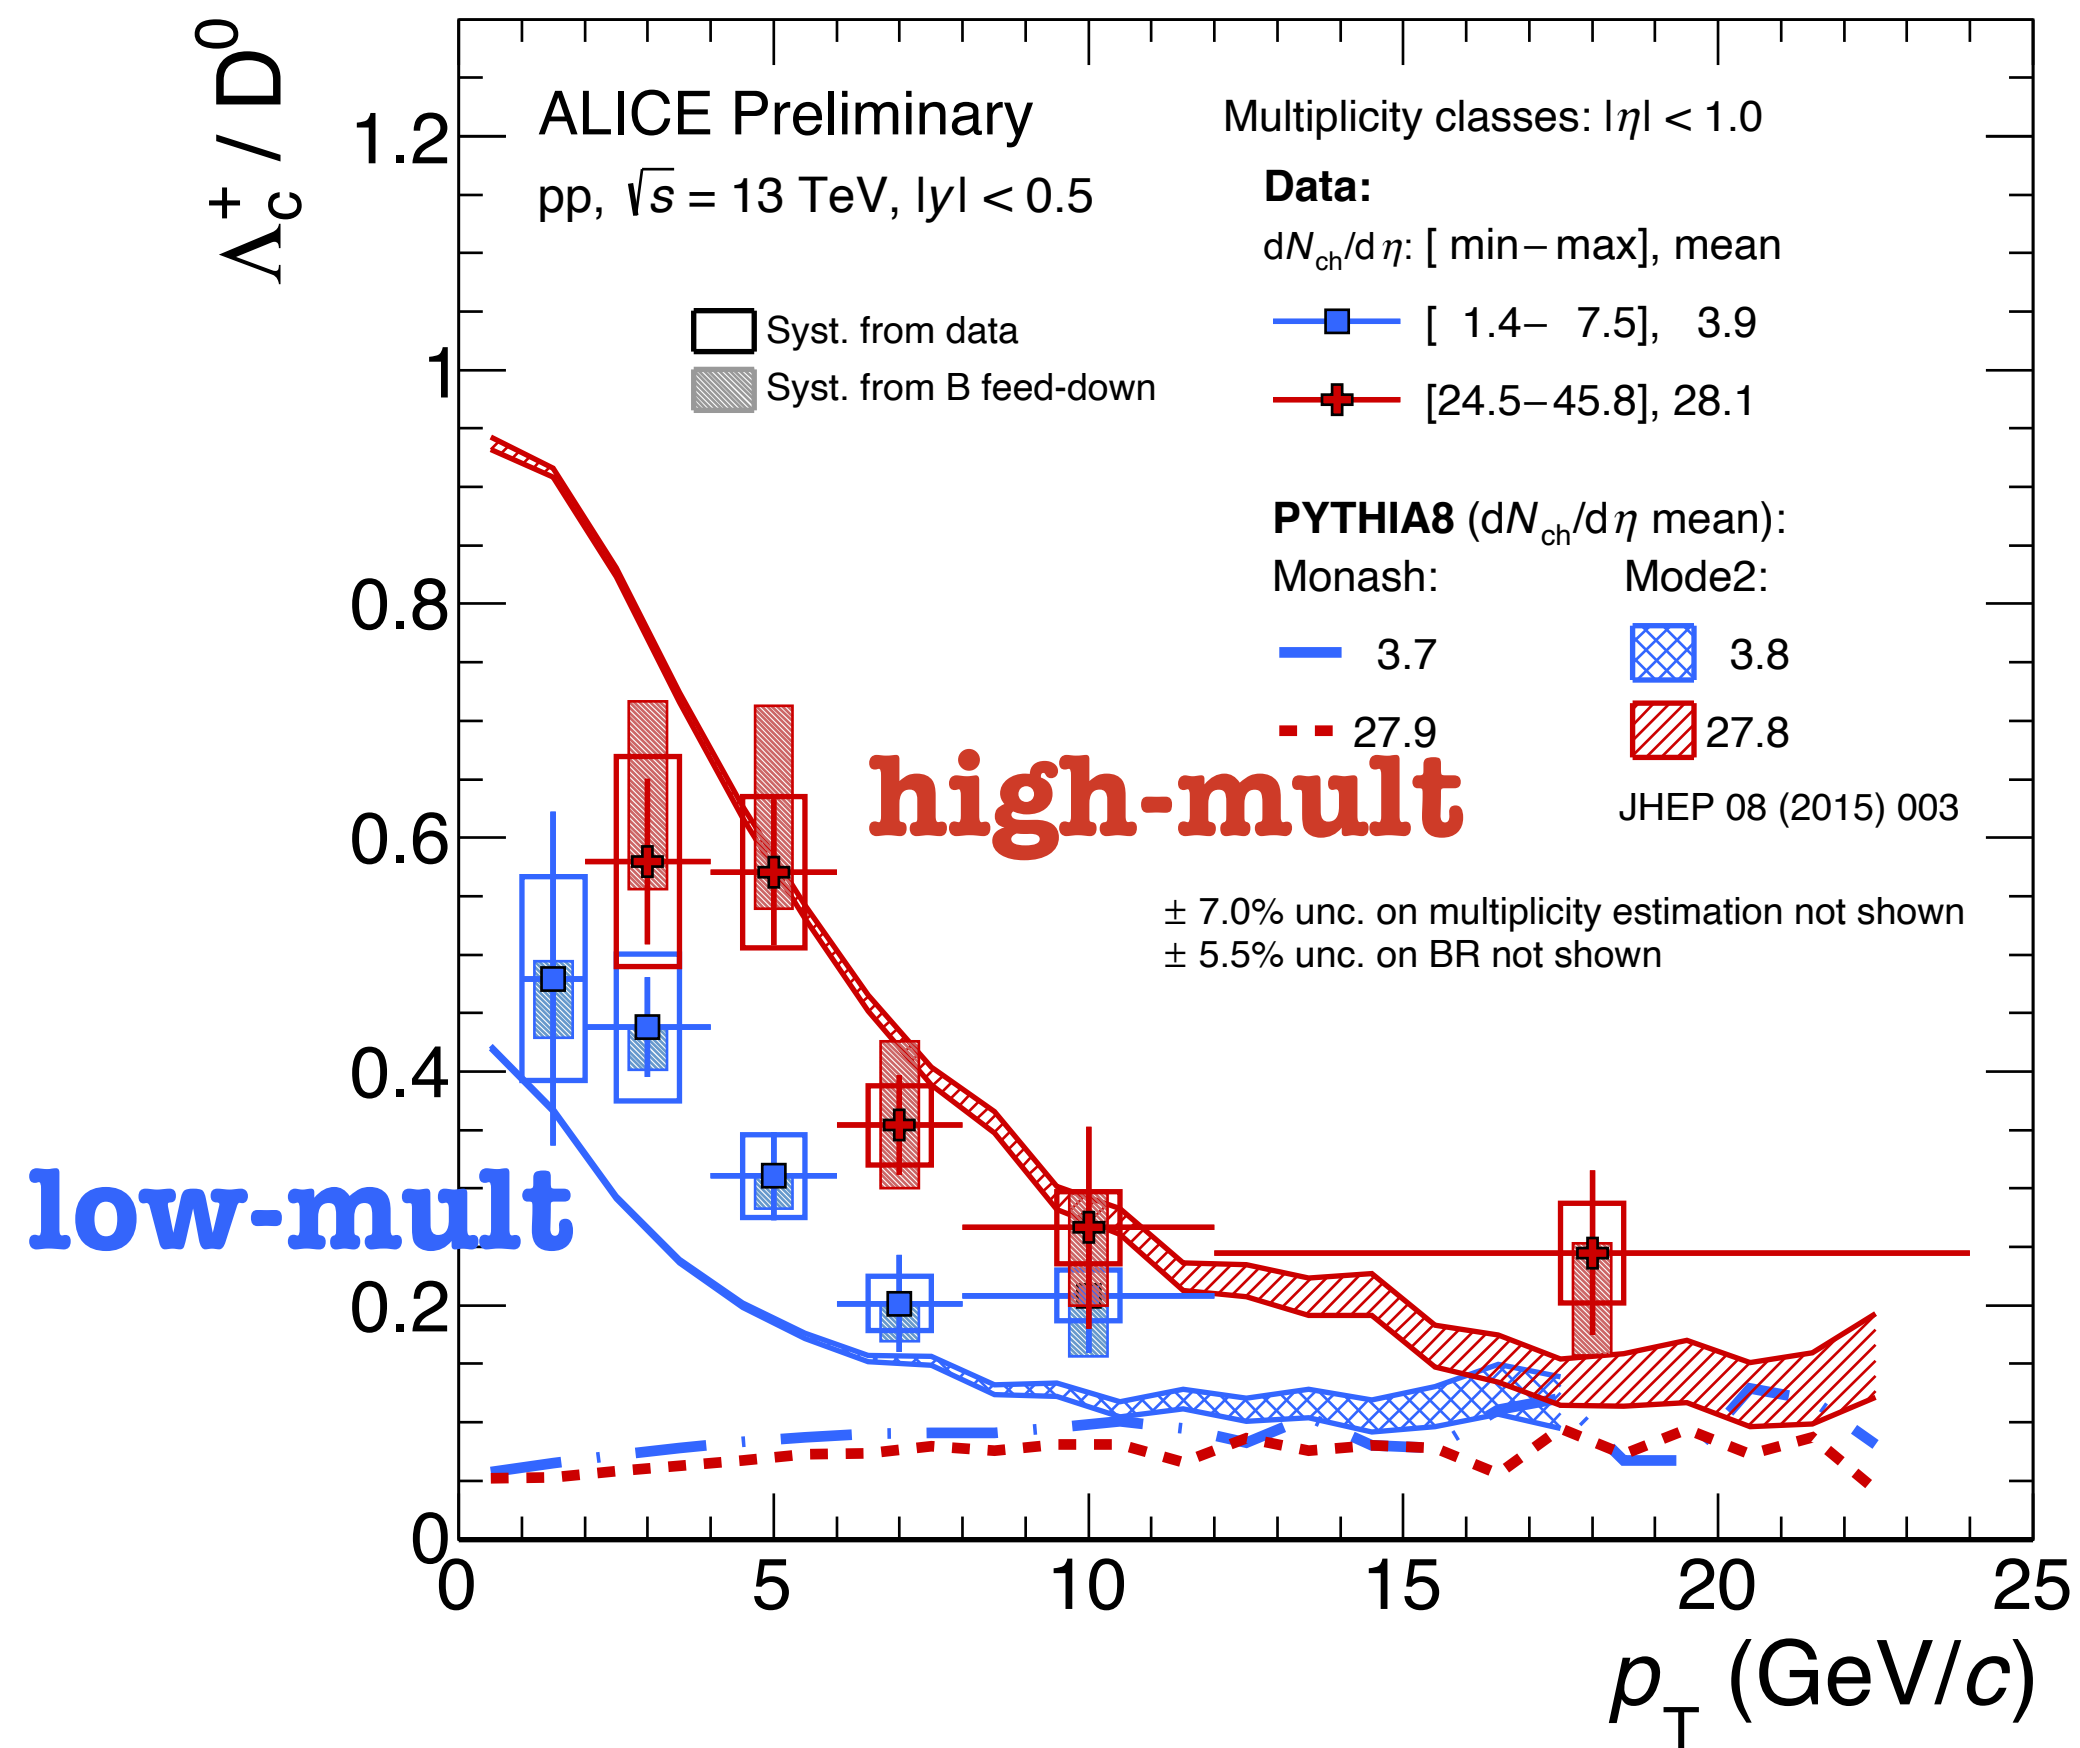 Λc+ / D0
ALICE Preliminary
pp, √s = 13 TeV, |y| < 0.5
Syst. from data
Syst. from B feed-down
Multiplicity classes: |η| < 1.0
Data:
dNch/dη: [ min−max], mean
[ 1.4− 7.5], 3.9
[24.5−45.8], 28.1
PYTHIA8 (dNch/dη mean):
Monash: Mode2:
3.7 3.8
27.9 27.8
JHEP 08 (2015) 003
high-mult
± 7.0% unc. on multiplicity estimation not shown
± 5.5% unc. on BR not shown
low-mult
1.2
1
0.8
0.6
0.4
0.2
0
0 5 10 15 20 25
pT (GeV/c)